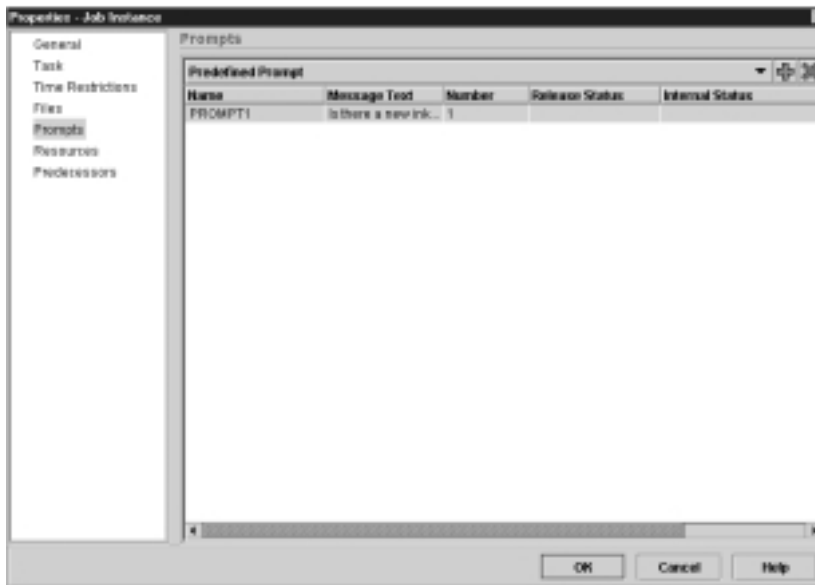 Properties - Job Instance
General
Task
Time Restrictions
Files
Prompts
Resources
Predecessors
Prompts
Predefined Prompt
Name Message Text Number Release Status Internal Status
PROMPT1 Is there a new ink... 1
OK Cancel Help